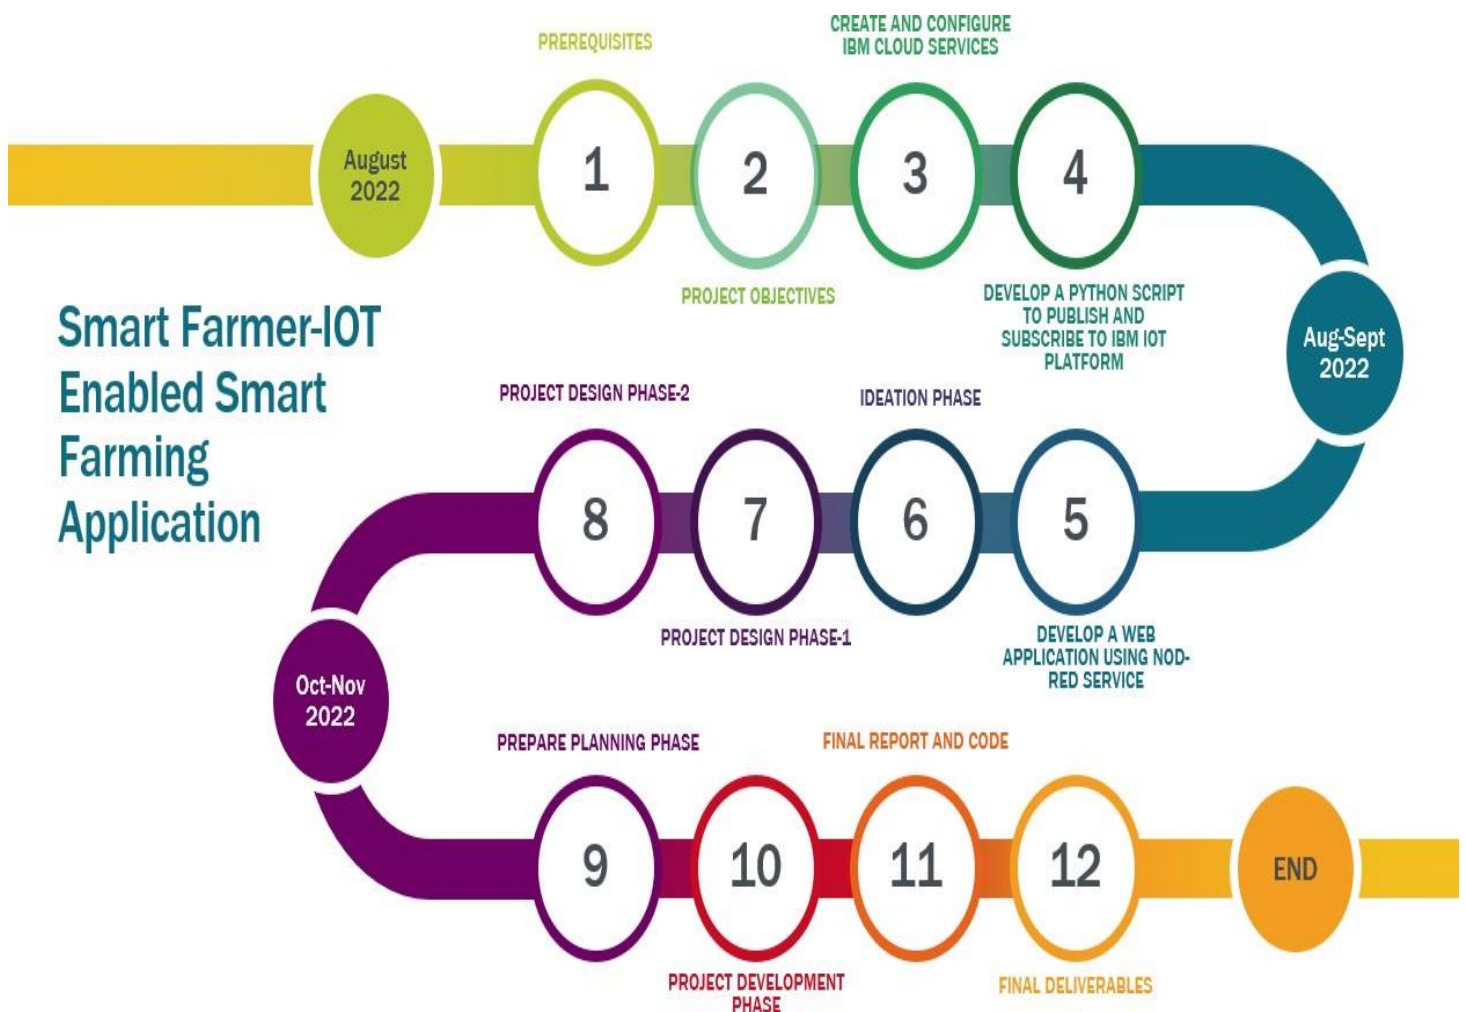 PREREQUISITES
CREATE AND CONFIGURE
IBM CLOUD SERVICES
August
2022
1
2
3
4
PROJECT OBJECTIVES
DEVELOP A PYTHON SCRIPT
TO PUBLISH AND
SUBSCRIBE TO IBM IOT
PLATFORM
Smart Farmer-IOT
Enabled Smart
Farming
Application
Aug-Sept
2022
PROJECT DESIGN PHASE-2
IDEATION PHASE
8
7
6
5
PROJECT DESIGN PHASE-1
DEVELOP A WEB
APPLICATION USING NOD-
RED SERVICE
Oct-Nov
2022
PREPARE PLANNING PHASE
FINAL REPORT AND CODE
9
10
11
12
END
PROJECT DEVELOPMENT
PHASE
FINAL DELIVERABLES